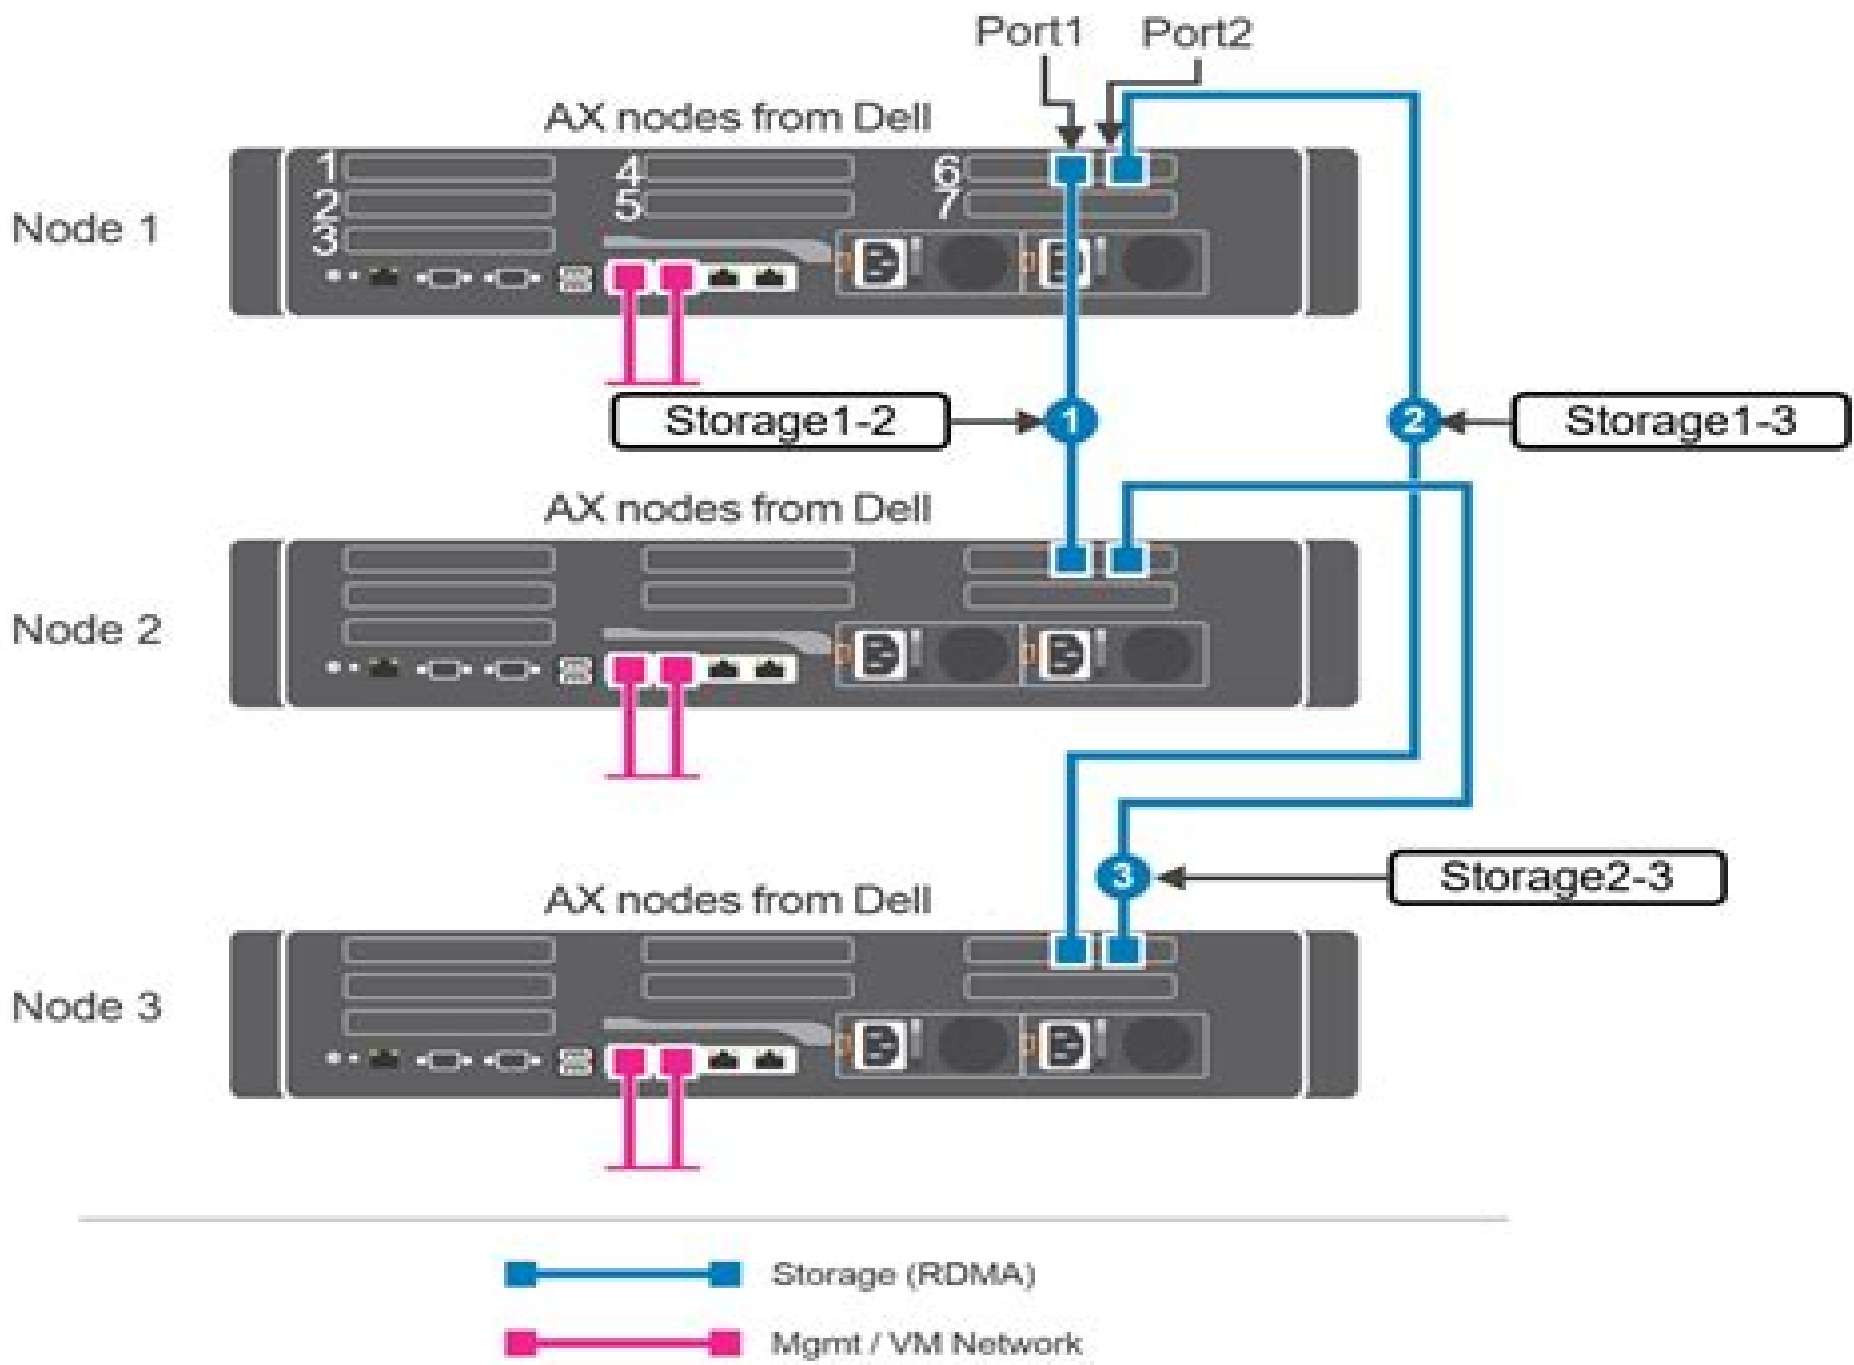 Port1 Port2
AX nodes from Dell
1 4 6
2 5 7
3
Node 1
Storage1-2 1 2 Storage1-3
AX nodes from Dell
Node 2
3 Storage2-3
AX nodes from Dell
Node 3
Storage (RDMA)
Mgmt / VM Network